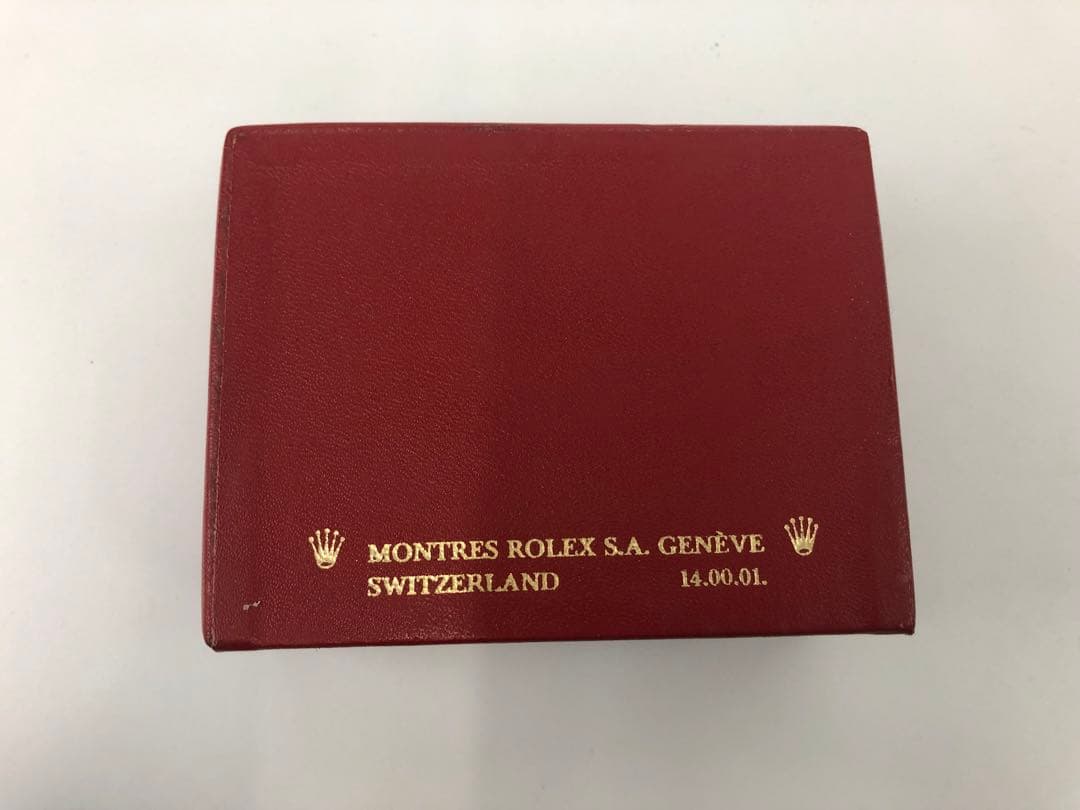 MONTRES ROLEX S.A. GENÈVE
SWITZERLAND 14.00.01.